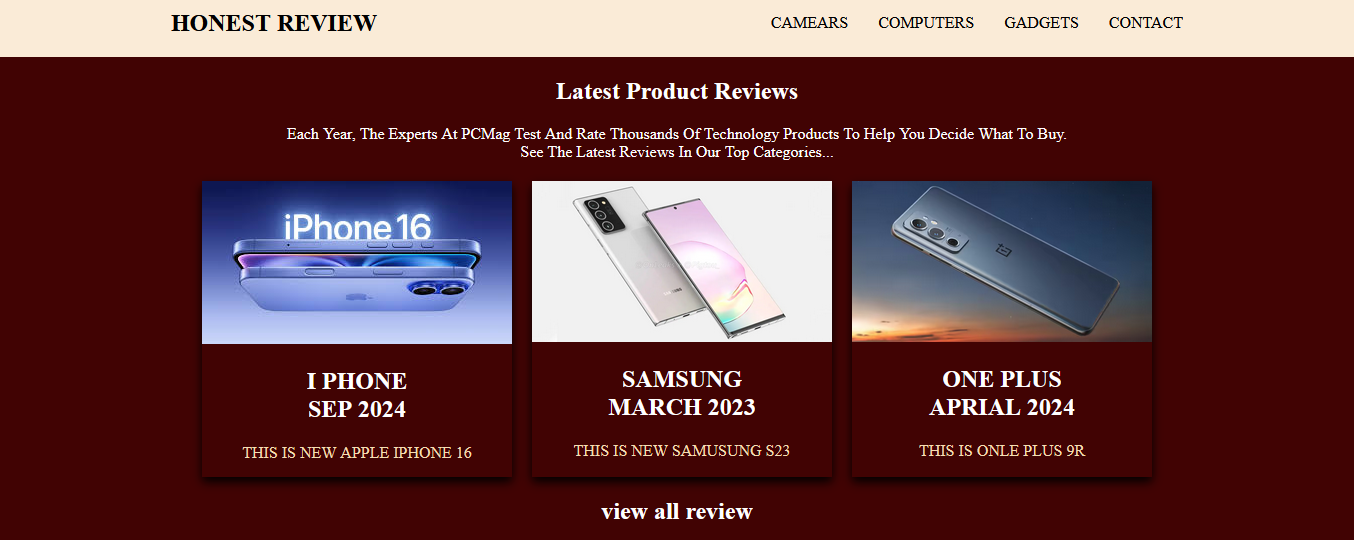 HONEST REVIEW
CAMEARS COMPUTERS GADGETS CONTACT
Latest Product Reviews
Each Year, The Experts At PCMag Test And Rate Thousands Of Technology Products To Help You Decide What To Buy.
See The Latest Reviews In Our Top Categories...
iPhone 16
SAMSUNG
I PHONE
SEP 2024
THIS IS NEW APPLE IPHONE 16
SAMSUNG
MARCH 2023
THIS IS NEW SAMUSUNG S23
ONE PLUS
APRIAL 2024
THIS IS ONLE PLUS 9R
view all review